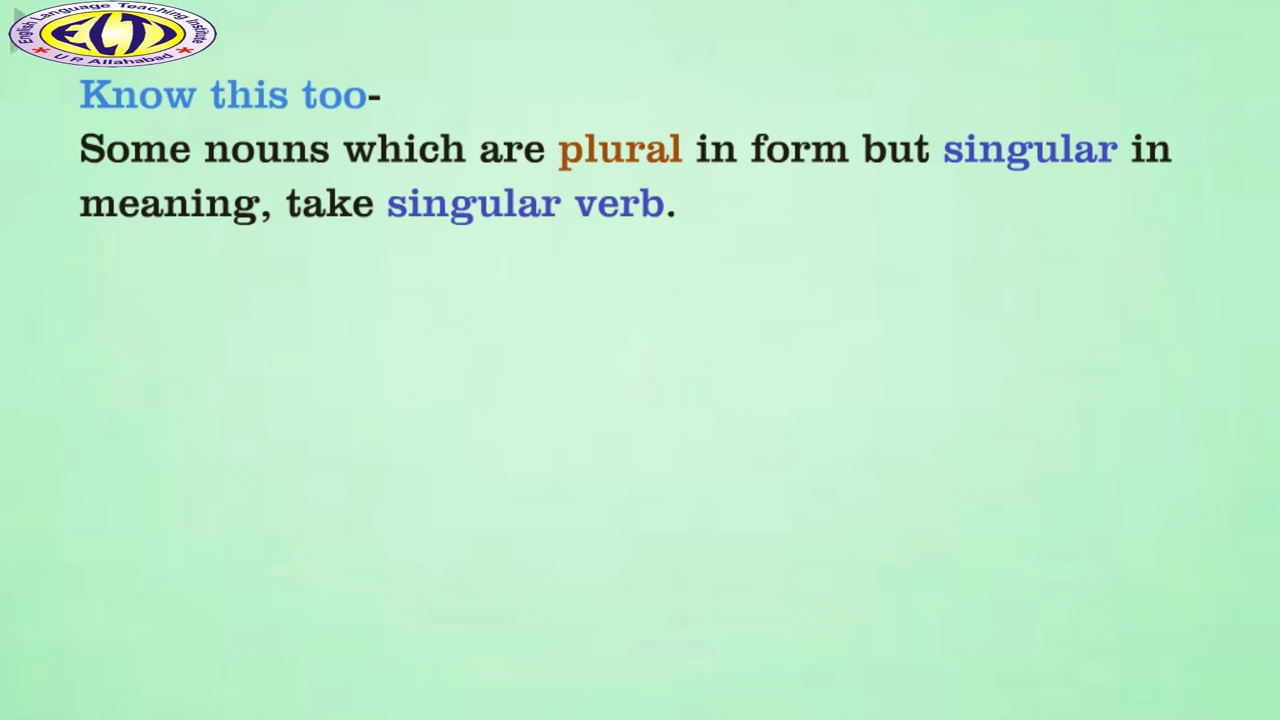 English Language Teaching Institute
ELTI
U P Allahabad
Know this too-
Some nouns which are plural in form but singular in
meaning, take singular verb.